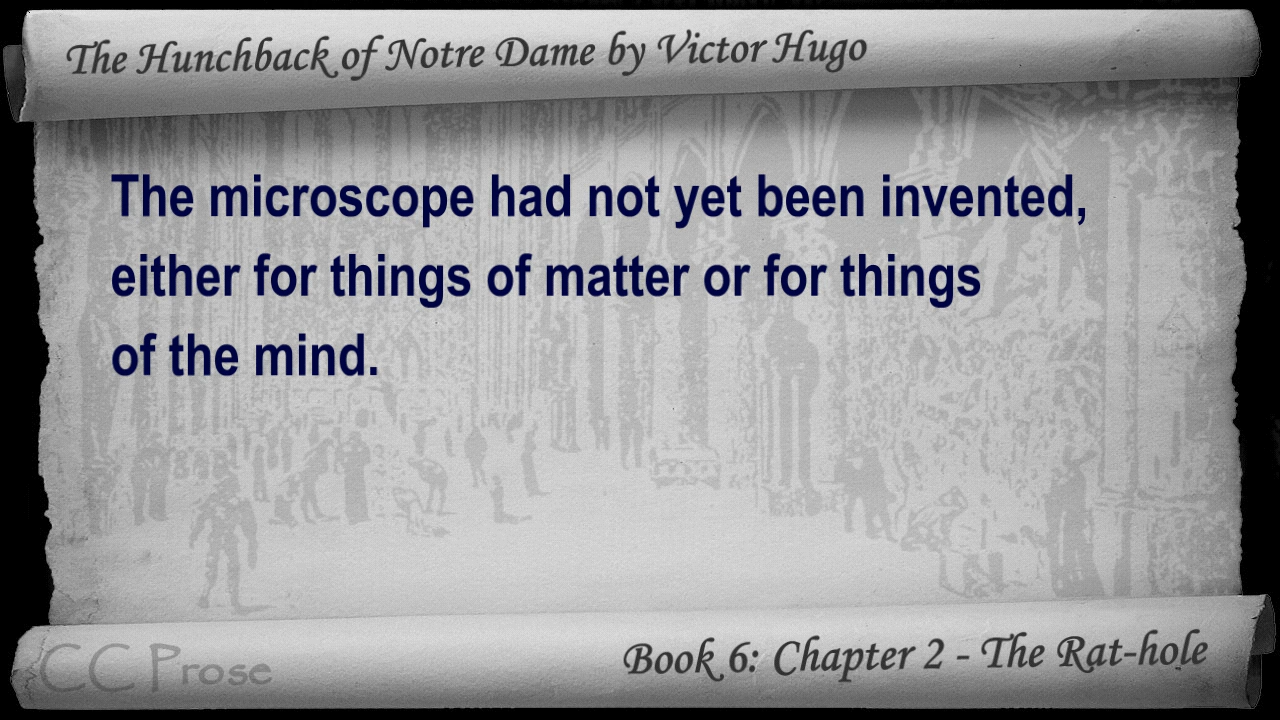 The Hunchback of Notre Dame by Victor Hugo
The microscope had not yet been invented,
either for things of matter or for things
of the mind.
CC Prose
Book 6: Chapter 2 - The Rat-hole